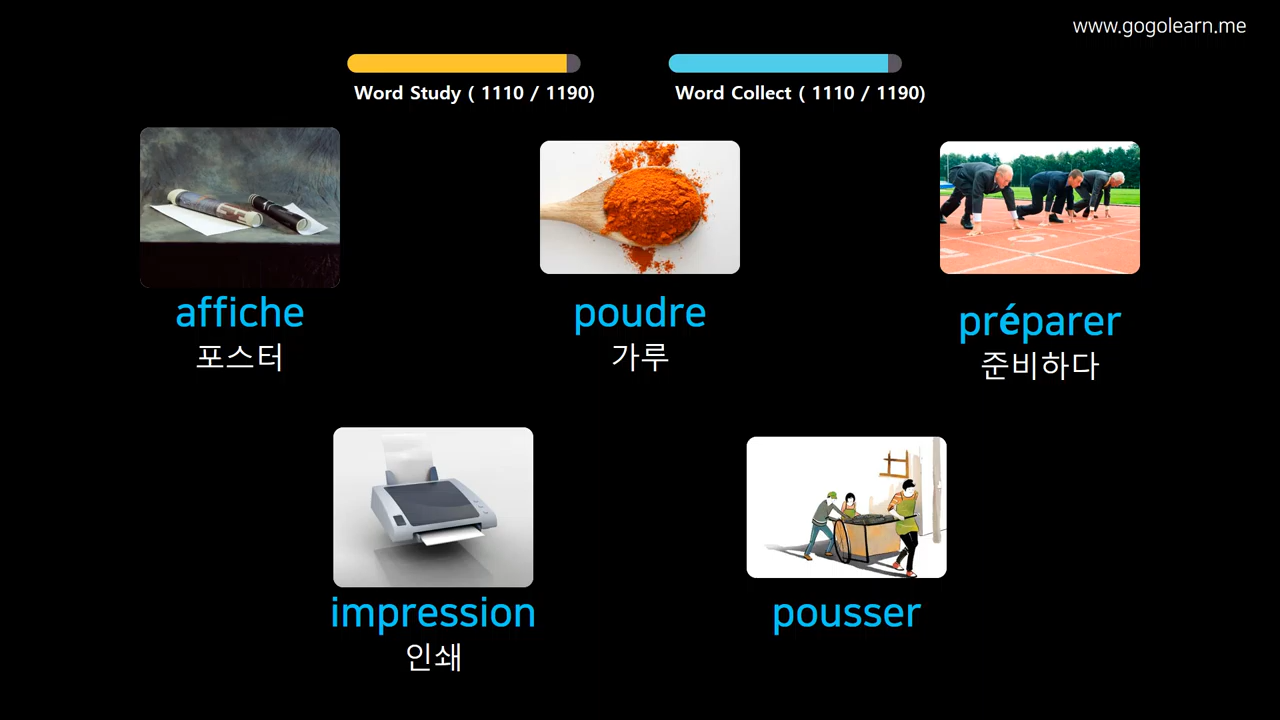 www.gogolearn.me
Word Study ( 1110 / 1190)
Word Collect ( 1110 / 1190)
affiche
포스터
poudre
가루
préparer
준비하다
impression
인쇄
pousser